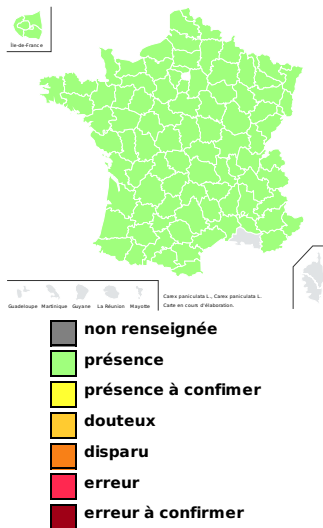 Île-de-France
Guadeloupe Martinique Guyane La Réunion Mayotte
Carex paniculata L., Carex paniculata L.
Carte en cours d'élaboration.
non renseignée
présence
présence à confimer
douteux
disparu
erreur
erreur à confirmer